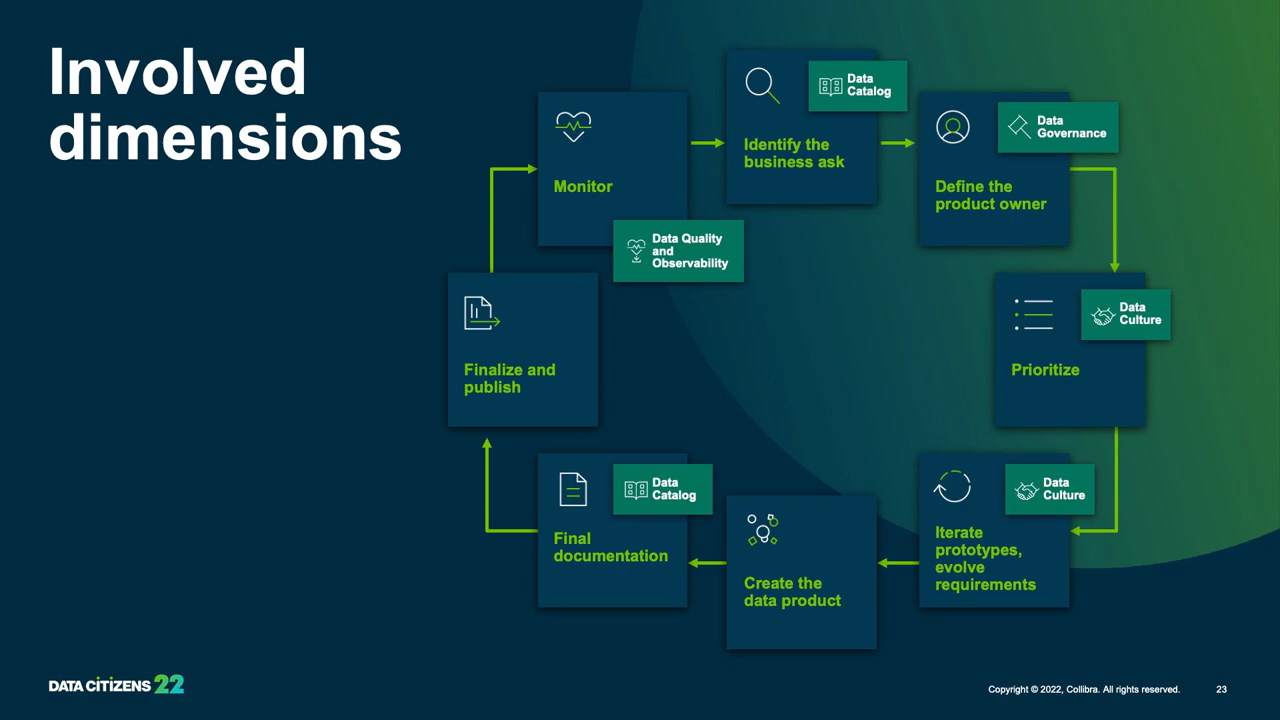 Involved
dimensions
Monitor
Data Quality
and
Observability
Identify the
business ask
Data
Catalog
Define the
product owner
Data
Governance
Prioritize
Data
Culture
Iterate
prototypes,
evolve
requirements
Data
Culture
Create the
data product
Final
documentation
Data
Catalog
Finalize and
publish
DATA CITIZENS 22
Copyright © 2022, Collibra. All rights reserved.
23